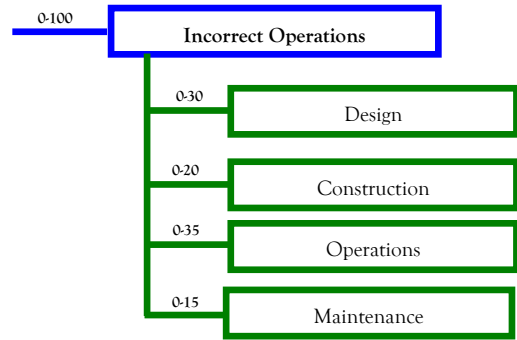 0-100
Incorrect Operations
0-30
Design
0-20
Construction
0-35
Operations
0-15
Maintenance